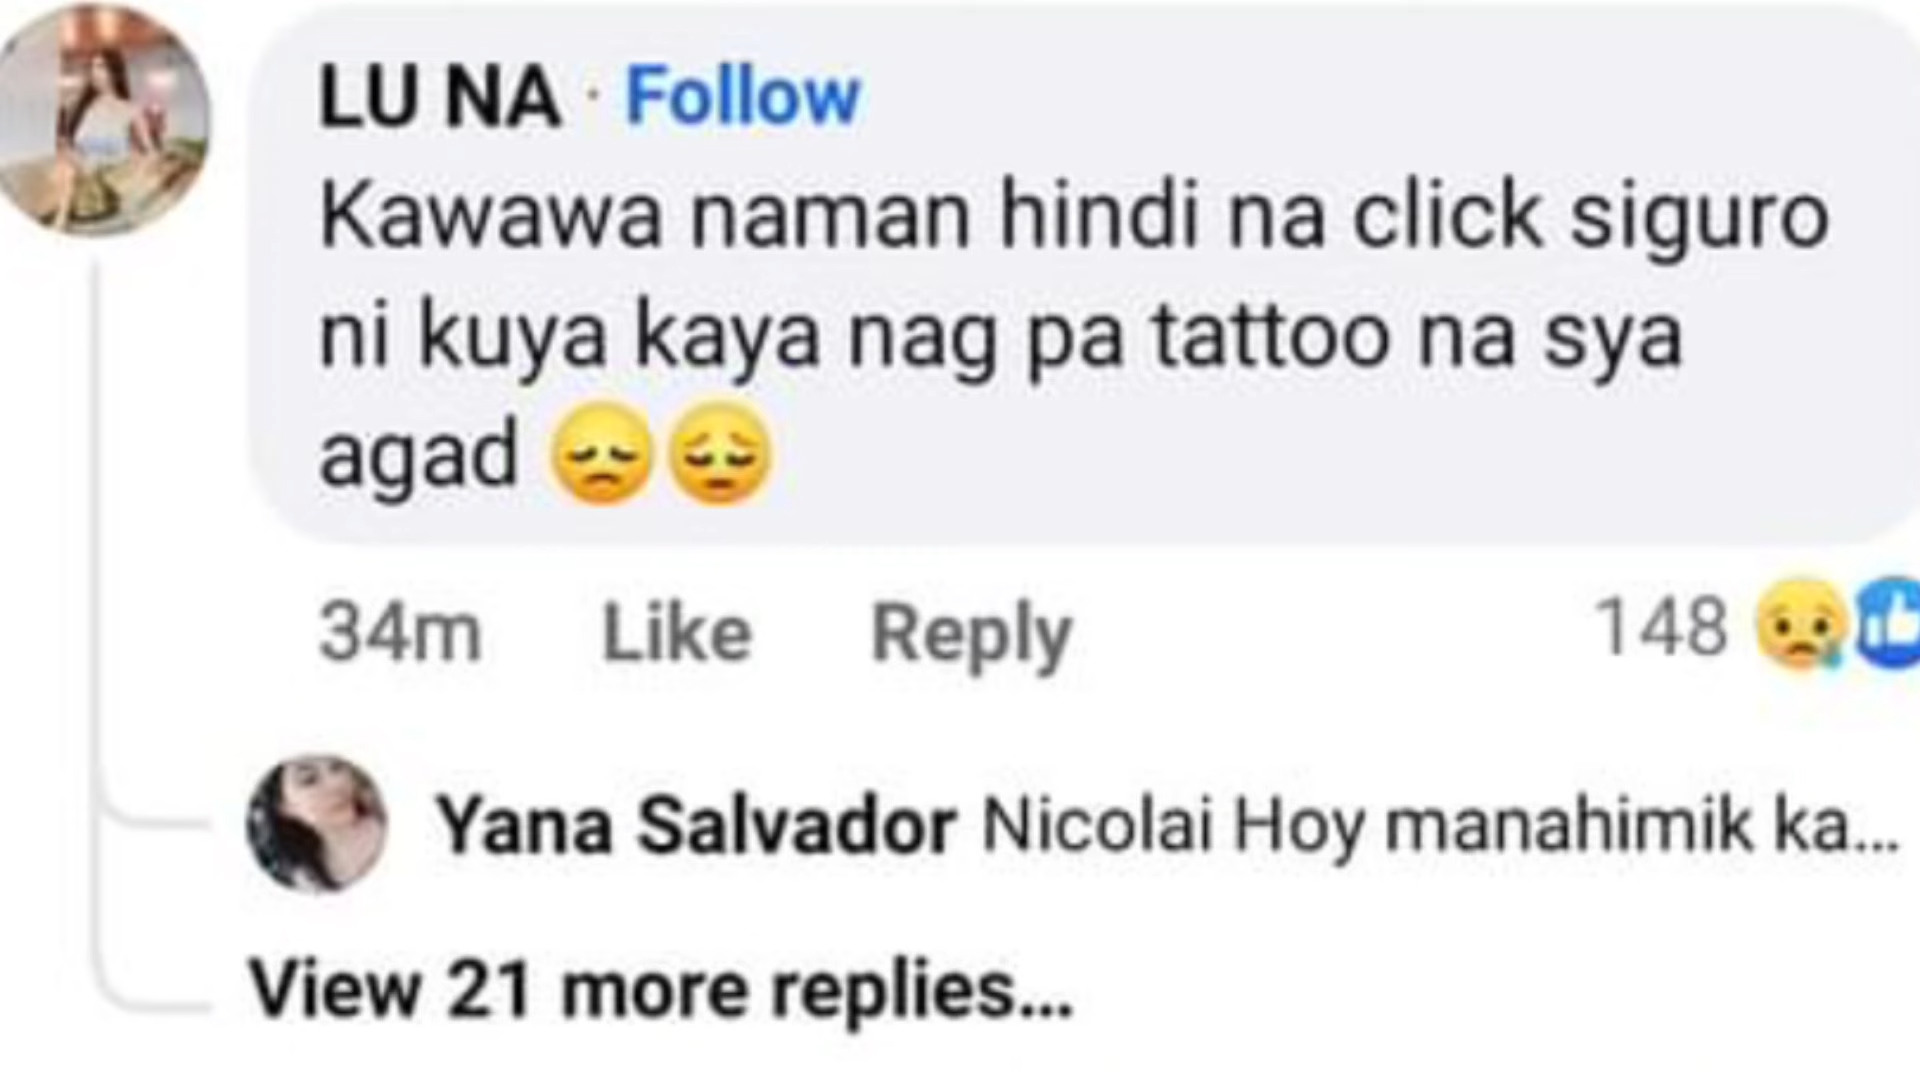 LU NA · Follow
Kawawa naman hindi na click siguro
ni kuya kaya nag pa tattoo na sya
agad 😞😔
34m Like Reply 148
Yana Salvador Nicolai Hoy manahimik ka...
View 21 more replies...